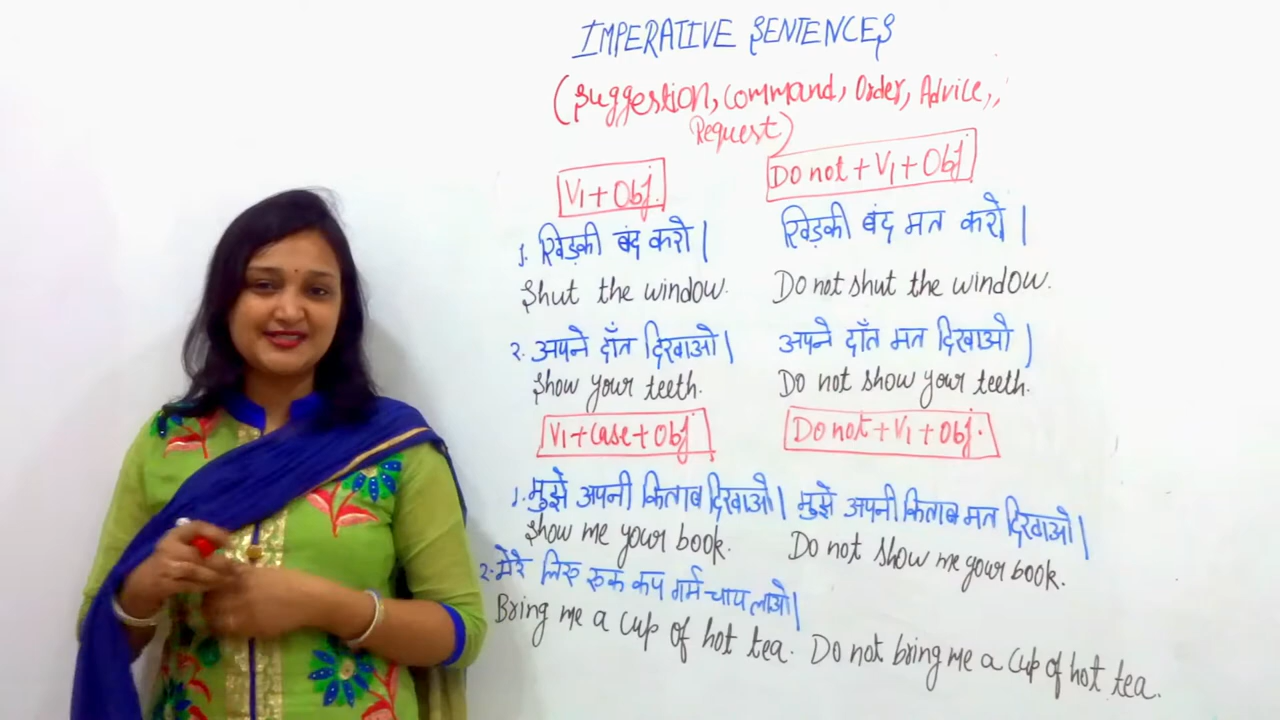 IMPERATIVE SENTENCES
(Suggestion, Command, Order, Advice,,
Request)
V1 + Obj.
Do not + V1 + Obj.
1. खिड़की बंद करो।
खिड़की बंद मत करो।
Shut the window.
Do not shut the window.
२. अपने दाँत दिखाओ।
अपने दाँत मत दिखाओ।
Show your teeth.
Do not show your teeth.
V1 + Case + Obj
Do not + V1 + Obj.
1. मुझे अपनी किताब दिखाओ।
मुझे अपनी किताब मत दिखाओ।
Show me your book.
Do not show me your book.
२. मेरे लिए एक कप गर्म चाय लाओ।
Bring me a cup of hot tea. Do not bring me a cup of hot tea.